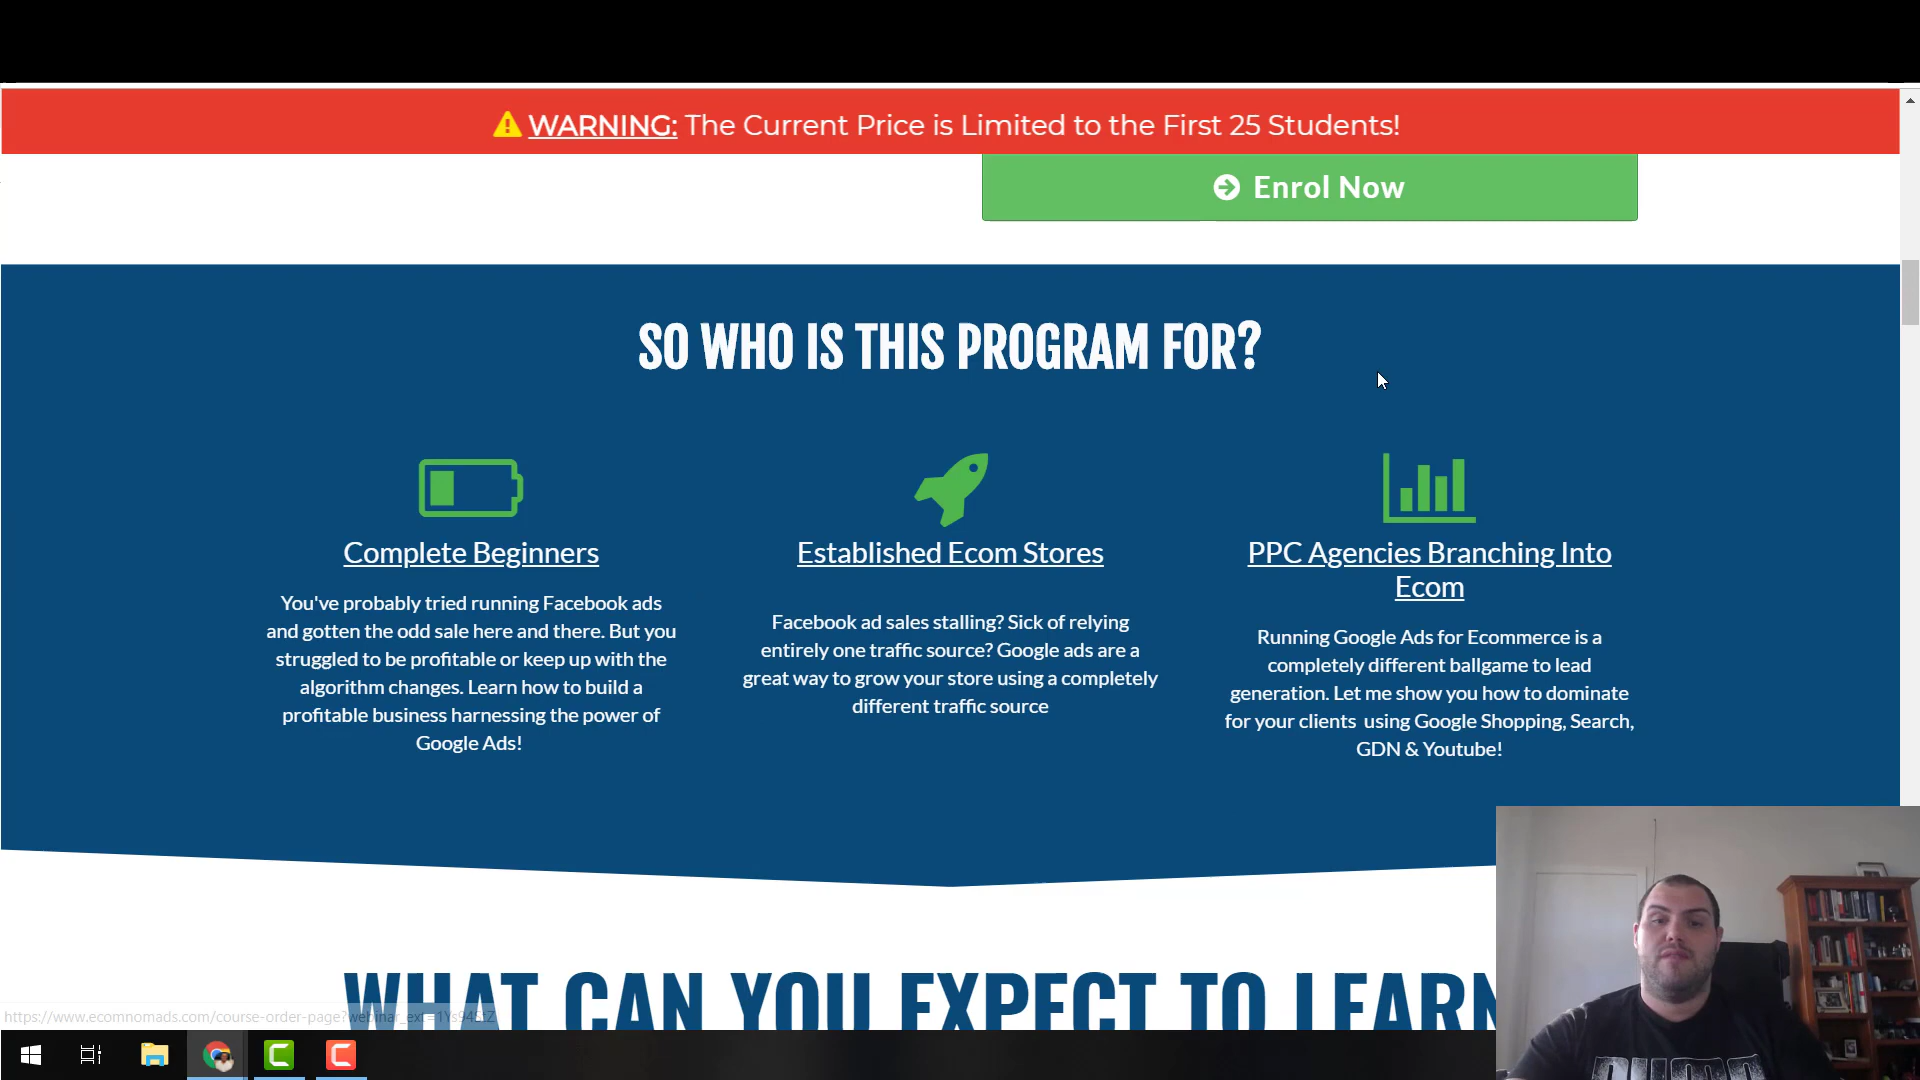 WARNING: The Current Price is Limited to the First 25 Students!
Enrol Now
SO WHO IS THIS PROGRAM FOR?
Complete Beginners
You've probably tried running Facebook ads
and gotten the odd sale here and there. But you
struggled to be profitable or keep up with the
algorithm changes. Learn how to build a
profitable business harnessing the power of
Google Ads!
Established Ecom Stores
Facebook ad sales stalling? Sick of relying
entirely one traffic source? Google ads are a
great way to grow your store using a completely
different traffic source
PPC Agencies Branching Into
Ecom
Running Google Ads for Ecommerce is a
completely different ballgame to lead
generation. Let me show you how to dominate
for your clients using Google Shopping, Search,
GDN & Youtube!
WHAT CAN YOU EXPECT TO LEARN